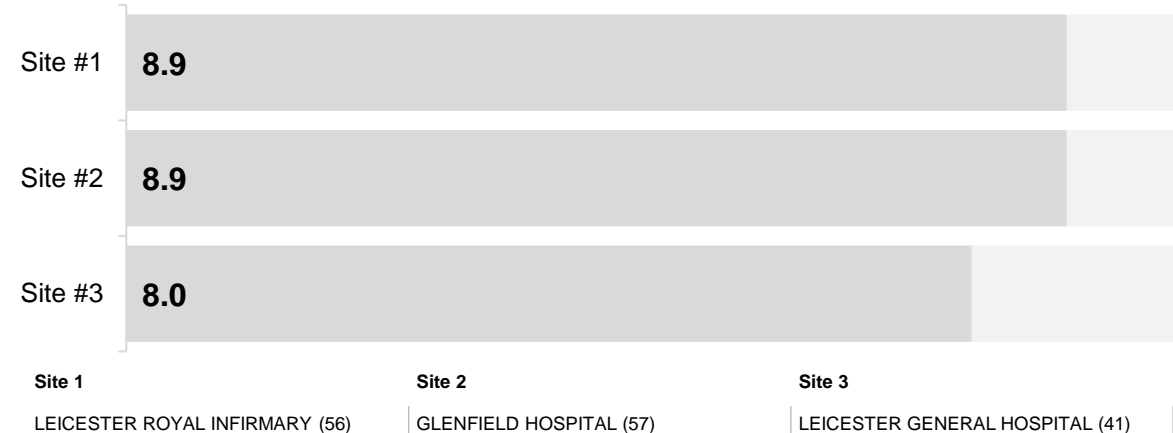 Site #1 8.9
Site #2 8.9
Site #3 8.0
Site 1 Site 2 Site 3
LEICESTER ROYAL INFIRMARY (56) GLENFIELD HOSPITAL (57) LEICESTER GENERAL HOSPITAL (41)